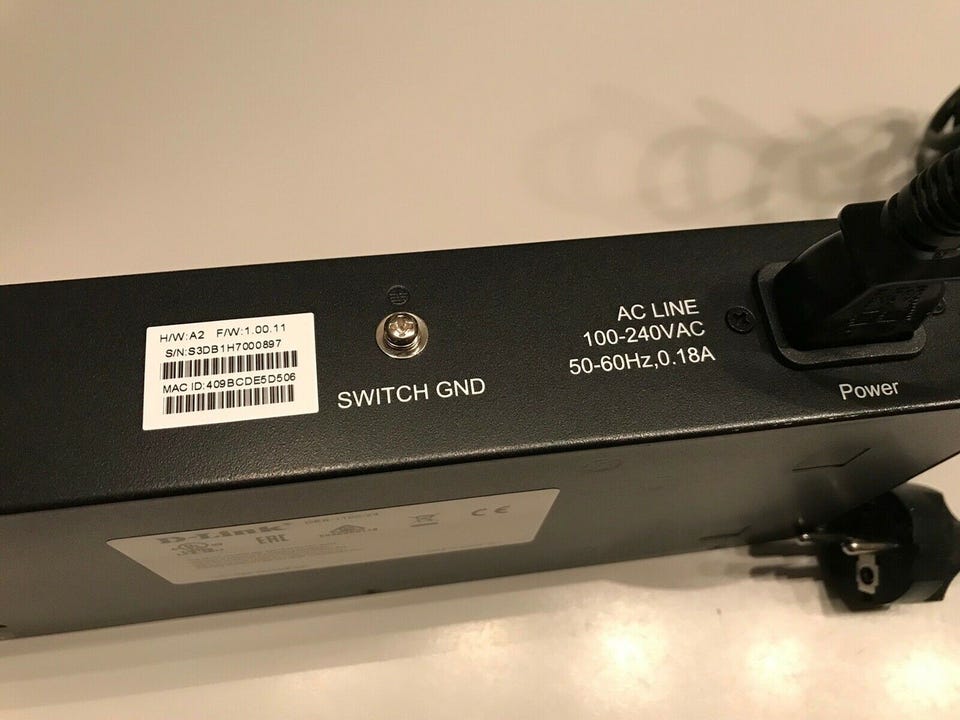 H/W:A2 F/W:1.00.11
S/N:S3DB1H7000897
MAC ID:409BCDE5D506
SWITCH GND
AC LINE
100-240VAC
50-60Hz,0.18A
Power
D-Link
EAC
CE